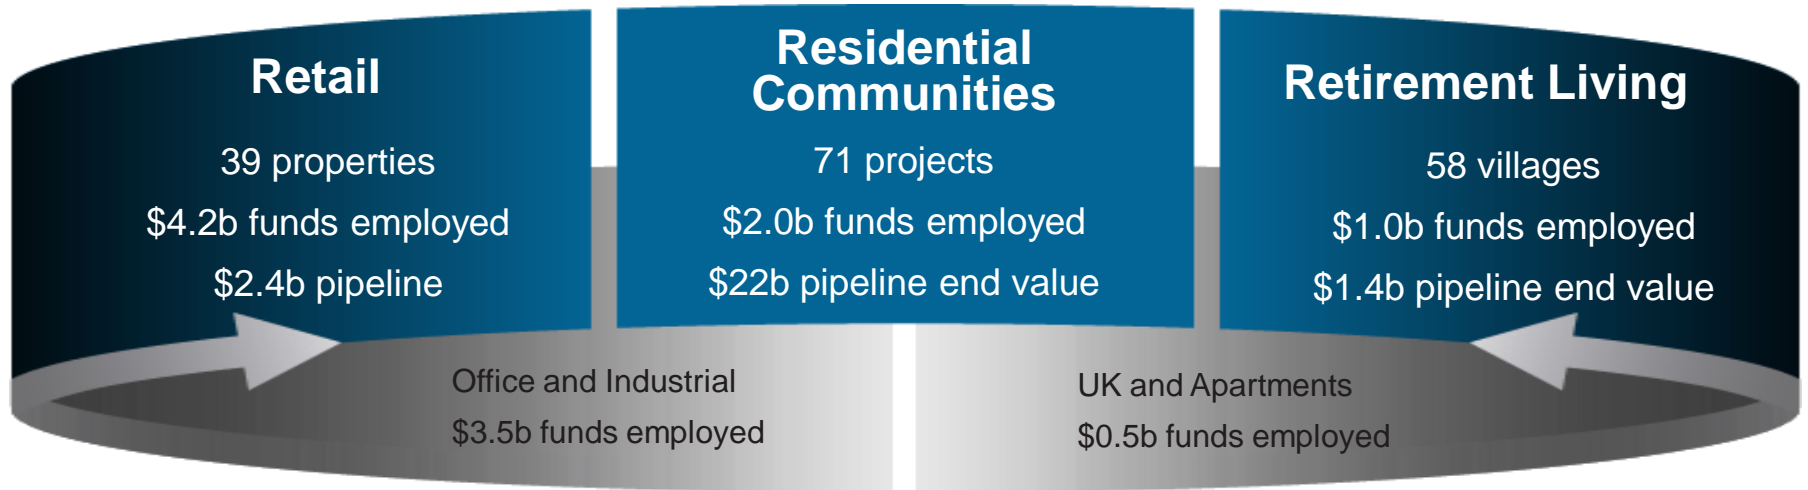 Retail
39 properties
$4.2b funds employed
$2.4b pipeline
Residential
Communities
71 projects
$2.0b funds employed
$22b pipeline end value
Retirement Living
58 villages
$1.0b funds employed
$1.4b pipeline end value
Office and Industrial
$3.5b funds employed
UK and Apartments
$0.5b funds employed